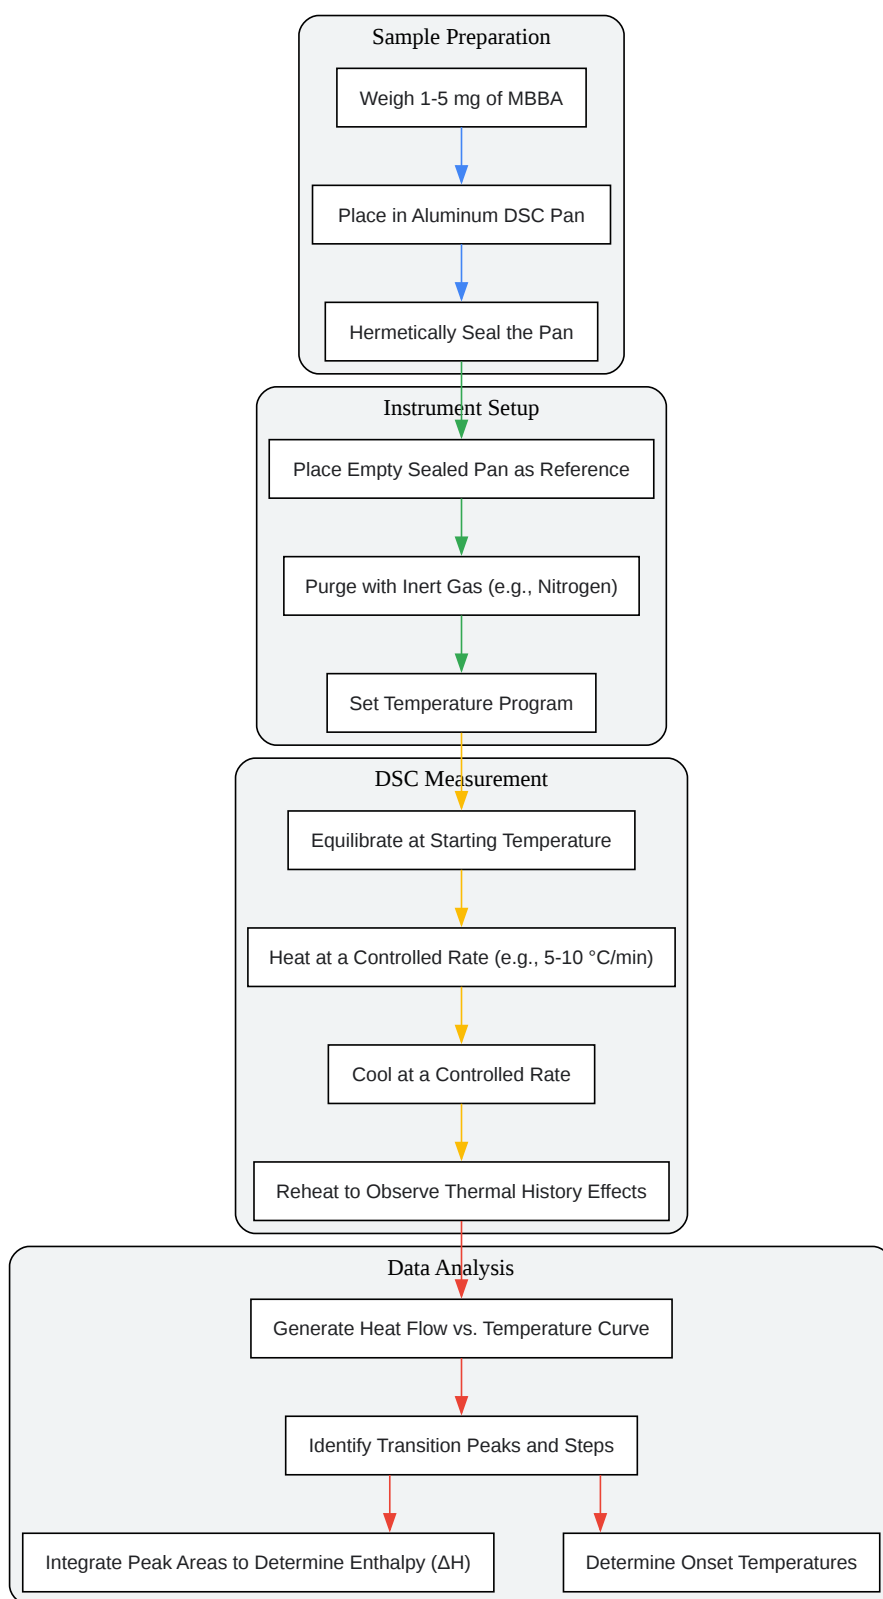 Sample Preparation
Weigh 1-5 mg of MBBA
Place in Aluminum DSC Pan
Hermetically Seal the Pan
Instrument Setup
Place Empty Sealed Pan as Reference
Purge with Inert Gas (e.g., Nitrogen)
Set Temperature Program
DSC Measurement
Equilibrate at Starting Temperature
Heat at a Controlled Rate (e.g., 5-10 °C/min)
Cool at a Controlled Rate
Reheat to Observe Thermal History Effects
Data Analysis
Generate Heat Flow vs. Temperature Curve
Identify Transition Peaks and Steps
Integrate Peak Areas to Determine Enthalpy (ΔH)
Determine Onset Temperatures